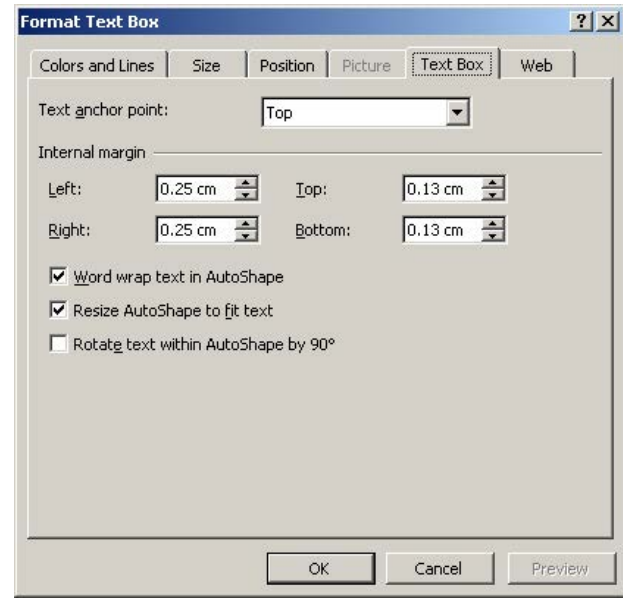 Format Text Box
Colors and Lines Size Position Picture Text Box Web
Text anchor point: Top
Internal margin
Left: 0.25 cm Top: 0.13 cm
Right: 0.25 cm Bottom: 0.13 cm
Word wrap text in AutoShape
Resize AutoShape to fit text
Rotate text within AutoShape by 90°
OK Cancel Preview